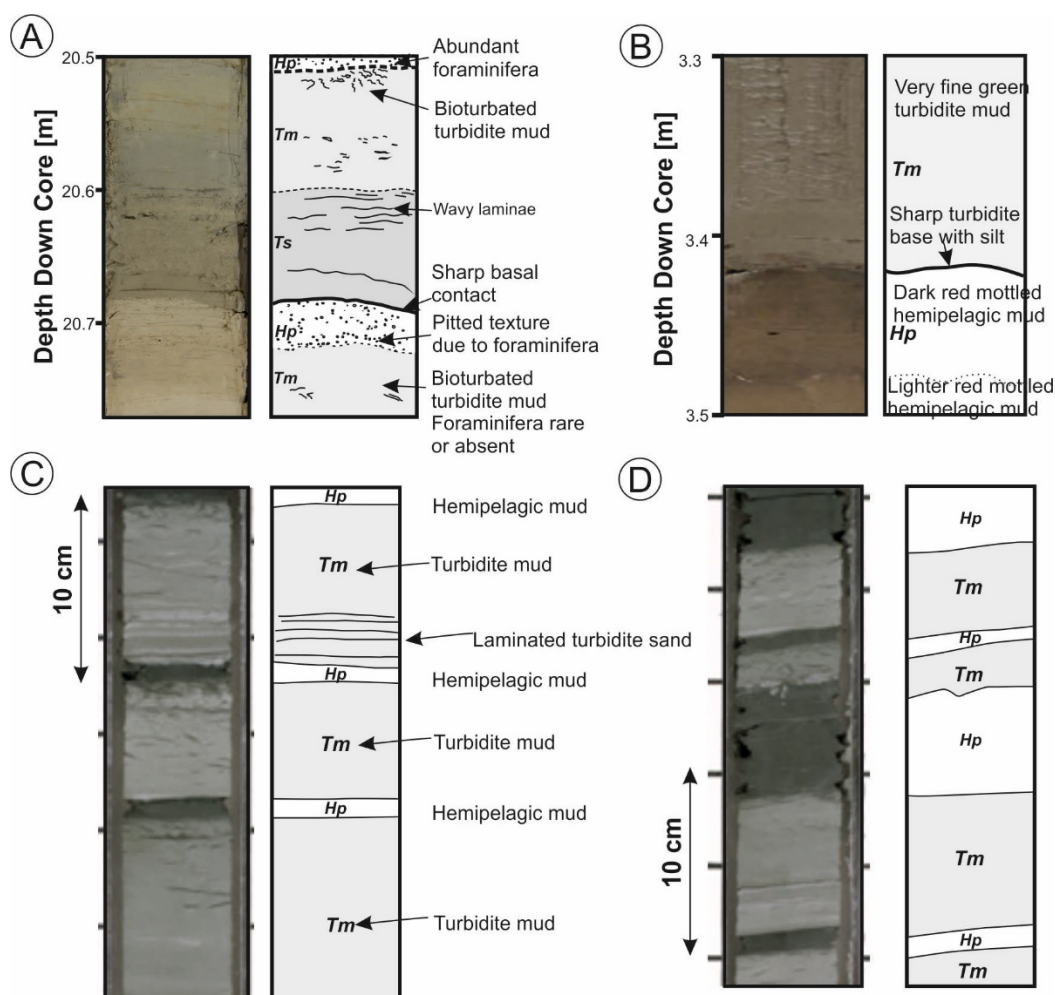 A
20.5
20.6
20.7
Depth Down Core [m]
Hp
Tm
Ts
Hp
Tm
Abundant
foraminifera
Bioturbated
turbidite mud
Wavy laminae
Sharp basal
contact
Pitted texture
due to foraminifera
Bioturbated
turbidite mud
Foraminifera rare
or absent
B
3.3
3.4
3.5
Depth Down Core [m]
Very fine green
turbidite mud
Tm
Sharp turbidite
base with silt
Dark red mottled
hemipelagic mud
Hp
Lighter red mottled
hemipelagic mud
C
10 cm
Hp
Hemipelagic mud
Tm
Turbidite mud
Laminated turbidite sand
Hp
Hemipelagic mud
Tm
Turbidite mud
Hp
Hemipelagic mud
Tm
Turbidite mud
D
10 cm
Hp
Tm
Hp
Tm
Hp
Tm
Hp
Tm